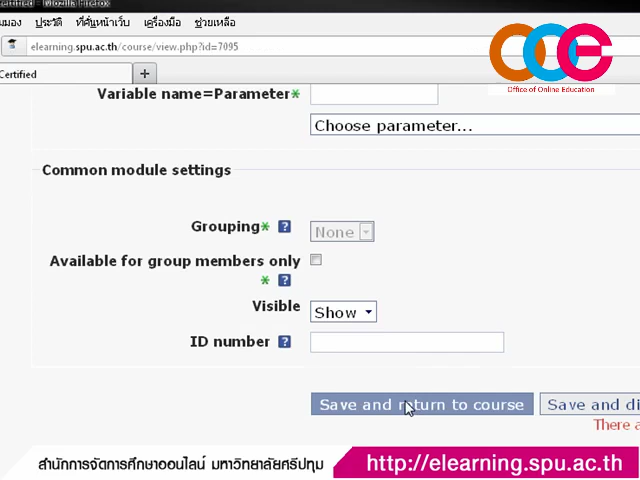 ertified - Mozilla Firefox
มมอง ประวัติ ที่คั่นหน้าเว็บ เครื่องมือ ช่วยเหลือ
elearning.spu.ac.th/course/view.php?id=7095
Certified
OOE
Office of Online Education
Variable name=Parameter*
Choose parameter...
Common module settings
Grouping* ? None
Available for group members only
* ?
Visible Show
ID number ?
Save and return to course Save and di
There a
สำนักการจัดการศึกษาออนไลน์ มหาวิทยาลัยศรีปทุม http://elearning.spu.ac.th